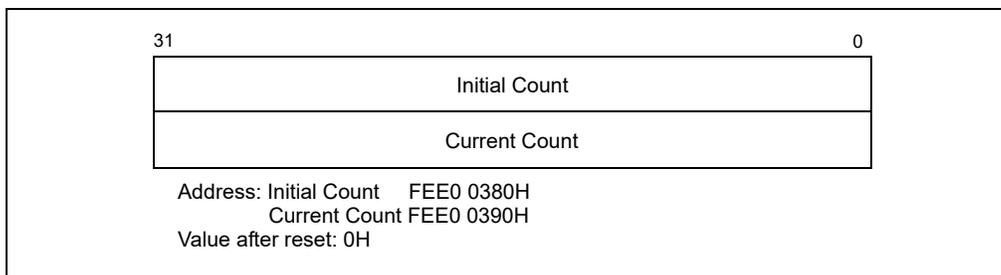 31 0
Initial Count
Current Count
Address: Initial Count FEE0 0380H
Current Count FEE0 0390H
Value after reset: 0H